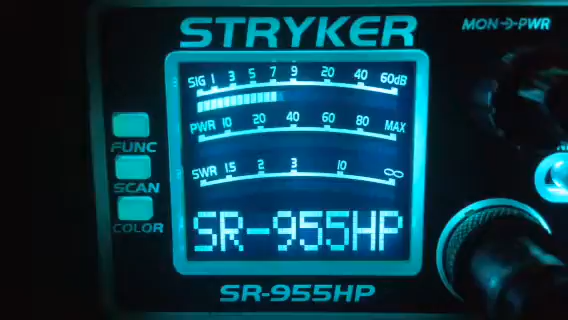 STRYKER
MON PWR
SIG 1 3 5 7 9 20 40 60dB
PWR 10 20 40 60 80 MAX
SWR 1.5 2 3 10 ∞
FUNC
SCAN
COLOR
SR-955HP
SR-955HP